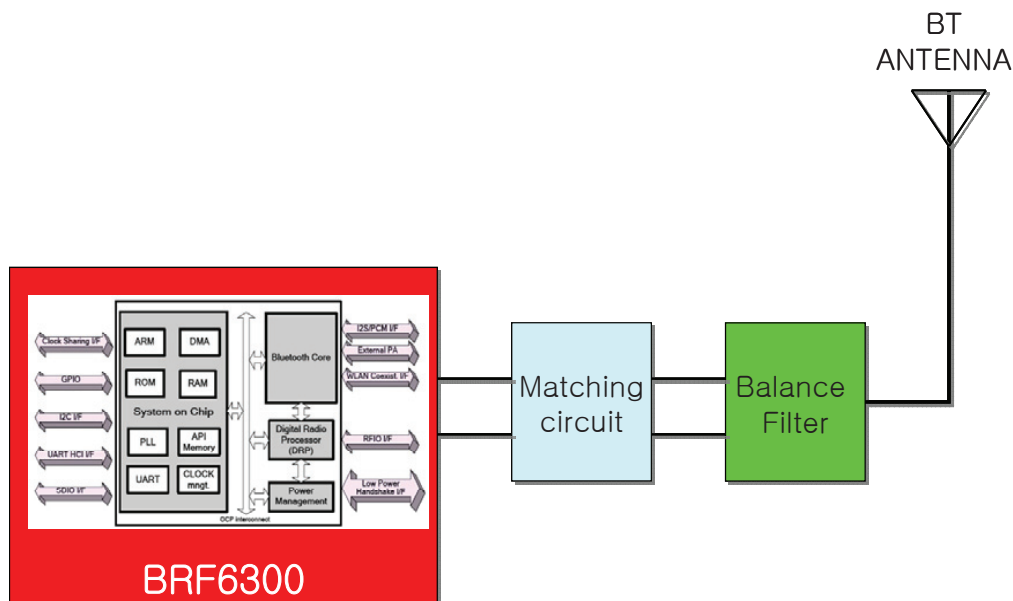 BT
ANTENNA
Clock Sharing I/F
GPIO
I2C I/F
UART HCI I/F
SDIO I/F
ARM
DMA
ROM
RAM
System on Chip
PLL
API
Memory
UART
CLOCK
mngt.
Bluetooth Core
Digital Radio
Processor
(DRP)
Power
Management
OCP Interconnect
I2S/PCM I/F
External PA
WLAN Coexist. I/F
RFIO I/F
Low Power
Handshake I/F
BRF6300
Matching
circuit
Balance
Filter